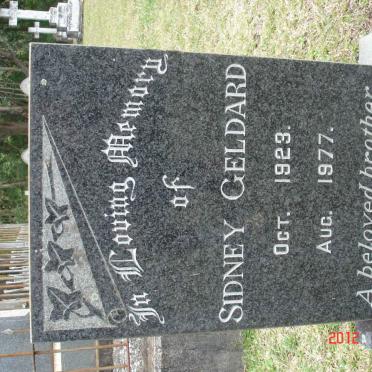 In Loving Memory
of
SIDNEY GELDARD
OCT. 1923.
AUG. 1977.
A beloved brother
2012